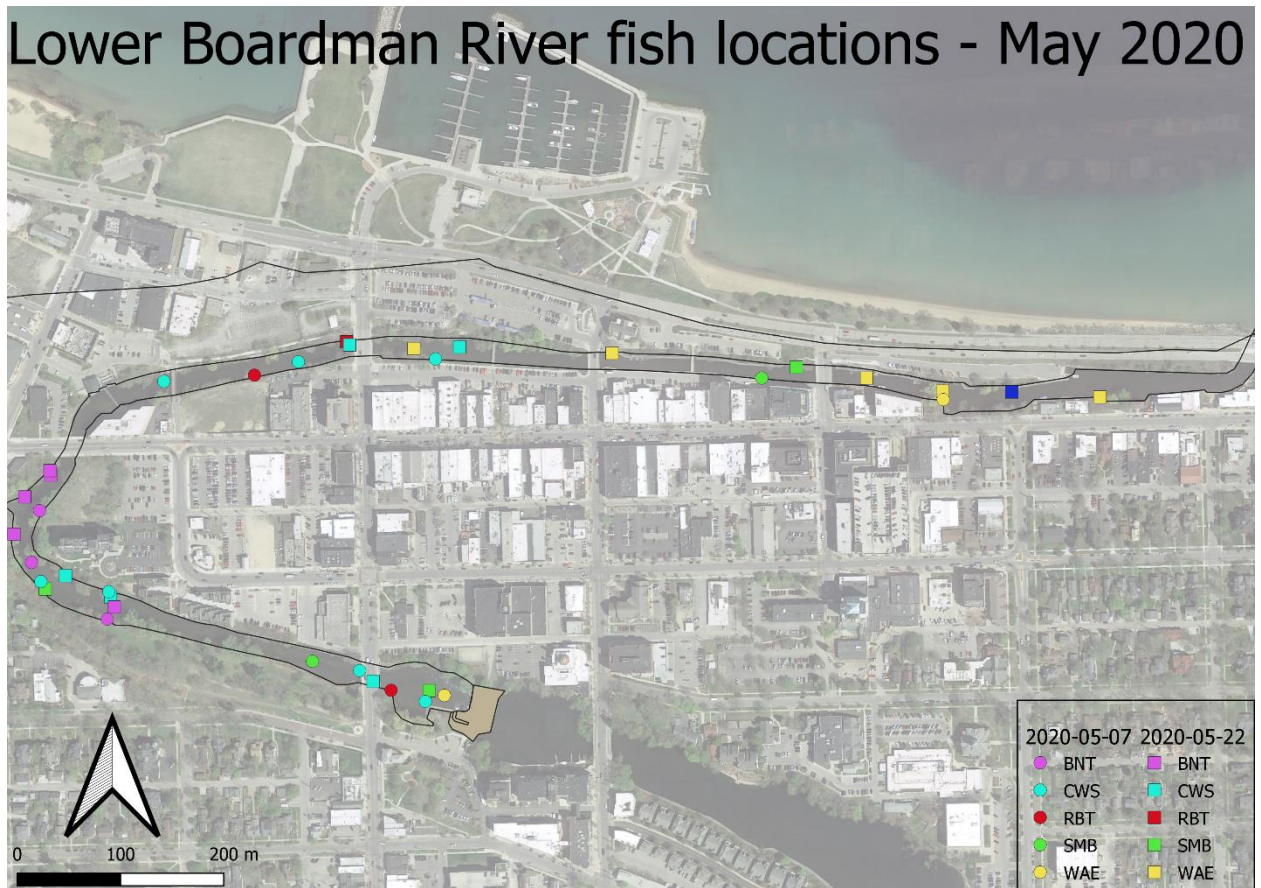 Lower Boardman River fish locations - May 2020
2020-05-07 2020-05-22
BNT BNT
CWS CWS
RBT RBT
SMB SMB
WAE WAE
0 100 200 m